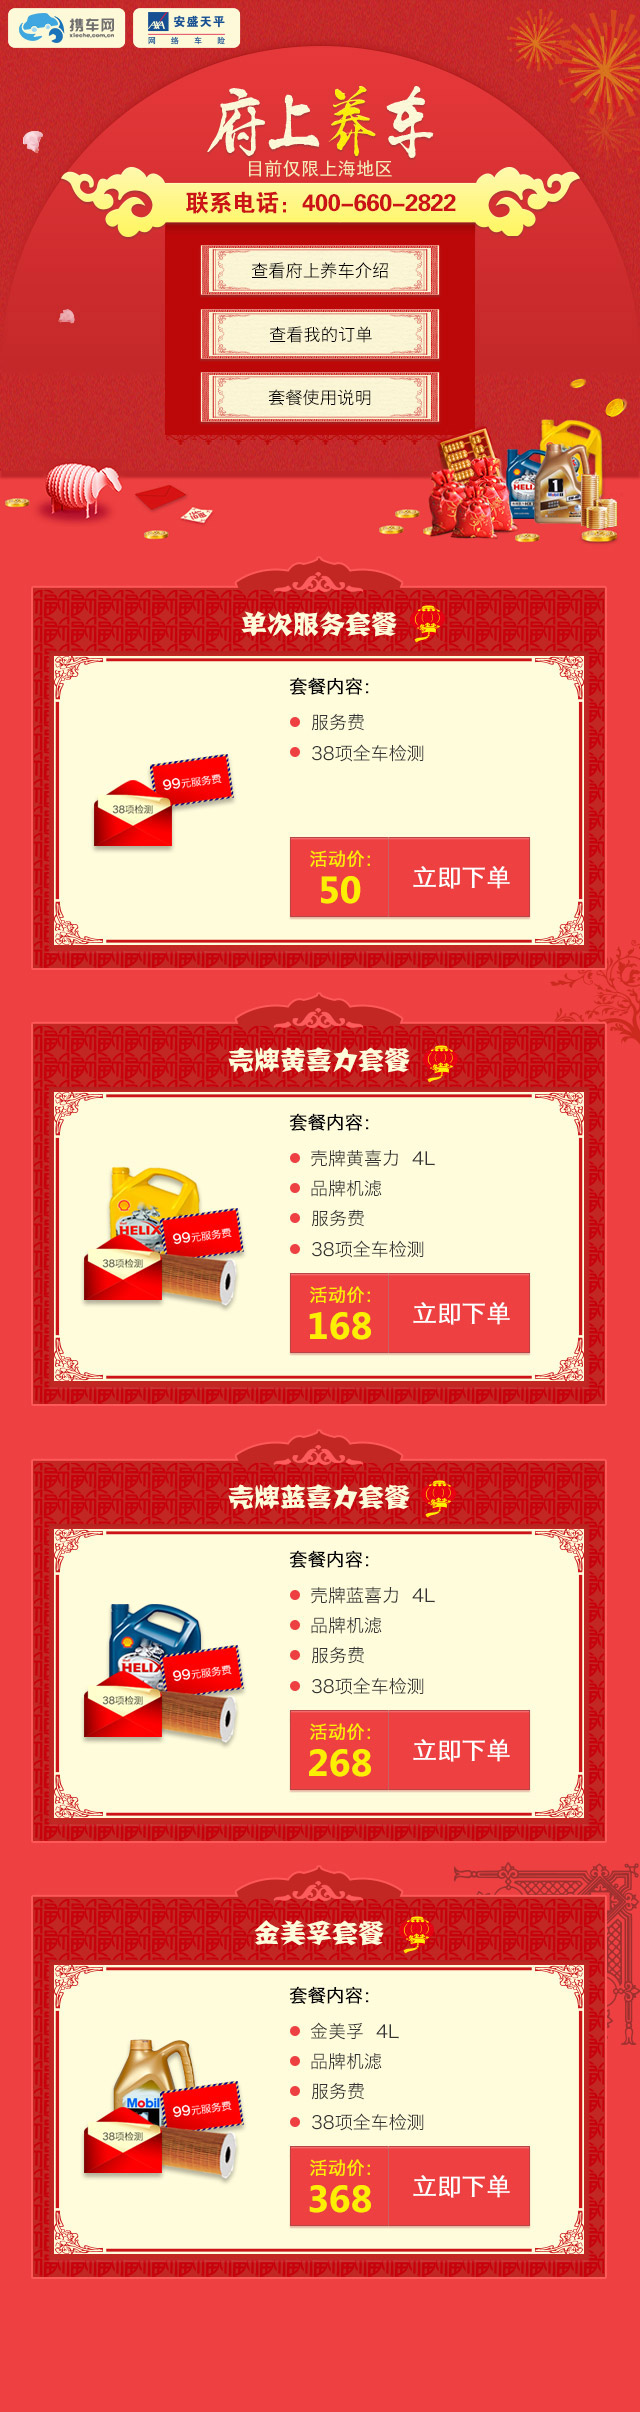 携车网
xieche.com.cn
AXA
安盛天平
网络车险
府上养车
目前仅限上海地区
联系电话：400-660-2822
查看府上养车介绍
查看我的订单
套餐使用说明
HELIX
1
单次服务套餐
套餐内容：
服务费
38项全车检测
99元服务费
38项检测
活动价：
50
立即下单
壳牌黄喜力套餐
套餐内容：
壳牌黄喜力 4L
品牌机滤
服务费
38项全车检测
HELIX
99元服务费
38项检测
活动价：
168
立即下单
壳牌蓝喜力套餐
套餐内容：
壳牌蓝喜力 4L
品牌机滤
服务费
38项全车检测
HELIX
99元服务费
38项检测
活动价：
268
立即下单
金美孚套餐
套餐内容：
金美孚 4L
品牌机滤
服务费
38项全车检测
Mobil
99元服务费
38项检测
活动价：
368
立即下单